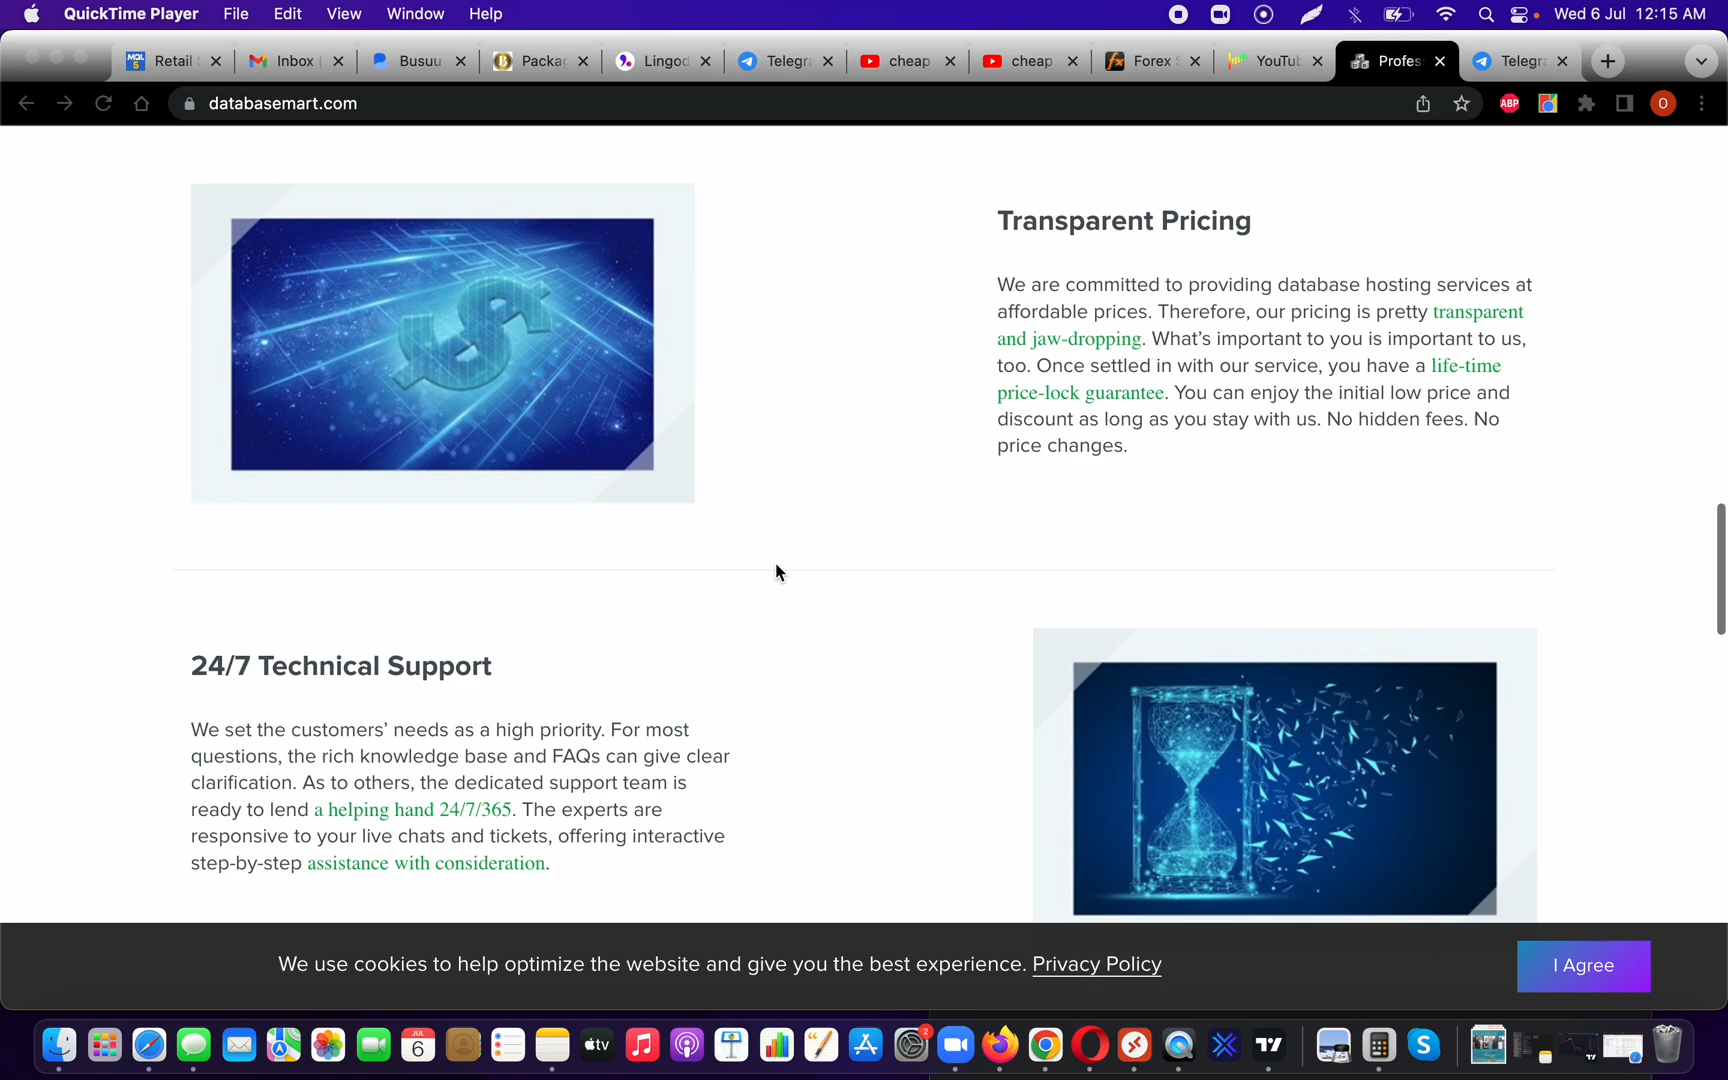 QuickTime Player File Edit View Window Help Wed 6 Jul 12:15 AM
Retail Inbox Busuu Packa Lingod Telegr cheap cheap Forex YouTu Profes Telegr
databasemart.com
ABP
O
Transparent Pricing
We are committed to providing database hosting services at
affordable prices. Therefore, our pricing is pretty transparent
and jaw-dropping. What's important to you is important to us,
too. Once settled in with our service, you have a life-time
price-lock guarantee. You can enjoy the initial low price and
discount as long as you stay with us. No hidden fees. No
price changes.
24/7 Technical Support
We set the customers' needs as a high priority. For most
questions, the rich knowledge base and FAQs can give clear
clarification. As to others, the dedicated support team is
ready to lend a helping hand 24/7/365. The experts are
responsive to your live chats and tickets, offering interactive
step-by-step assistance with consideration.
We use cookies to help optimize the website and give you the best experience. Privacy Policy
I Agree
JUL
6
tv
2